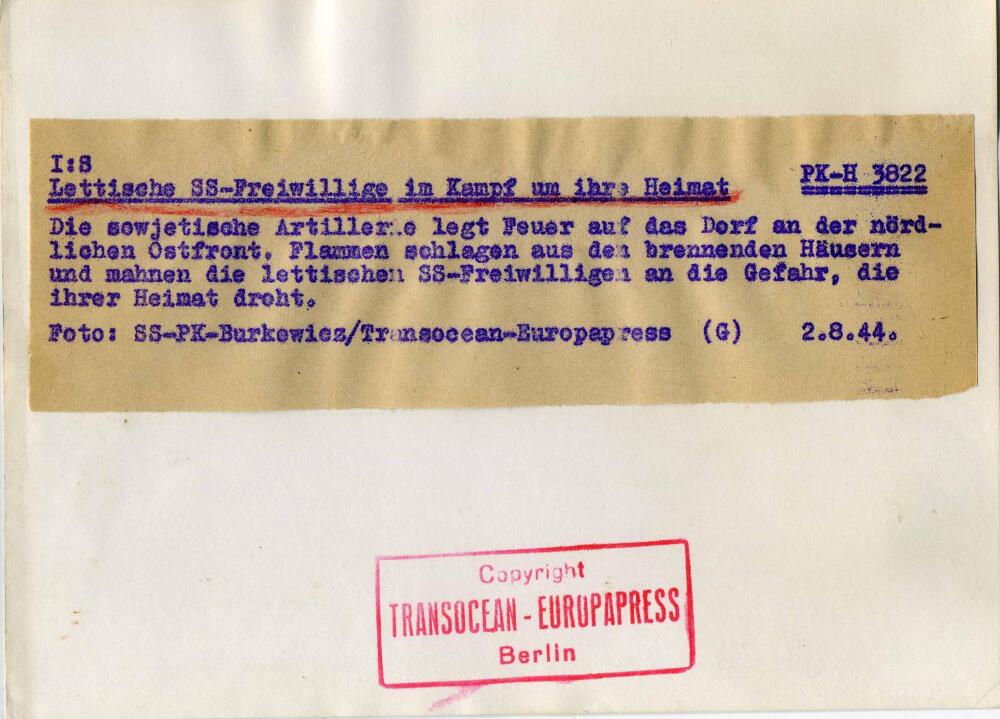 I:S
Lettische SS-Freiwillige im Kampf um ihre Heimat PK-H 3822
Die sowjetische Artillerie legt Feuer auf das Dorf an der nörd-
lichen Ostfront. Flammen schlagen aus den brennenden Häusern
und mahnen die lettischen SS-Freiwilligen an die Gefahr, die
ihrer Heimat droht.
Foto: SS-PK-Burkewicz/Transocean-Europapress (G) 2.8.44.
Copyright
TRANSOCEAN-EUROPAPRESS
Berlin